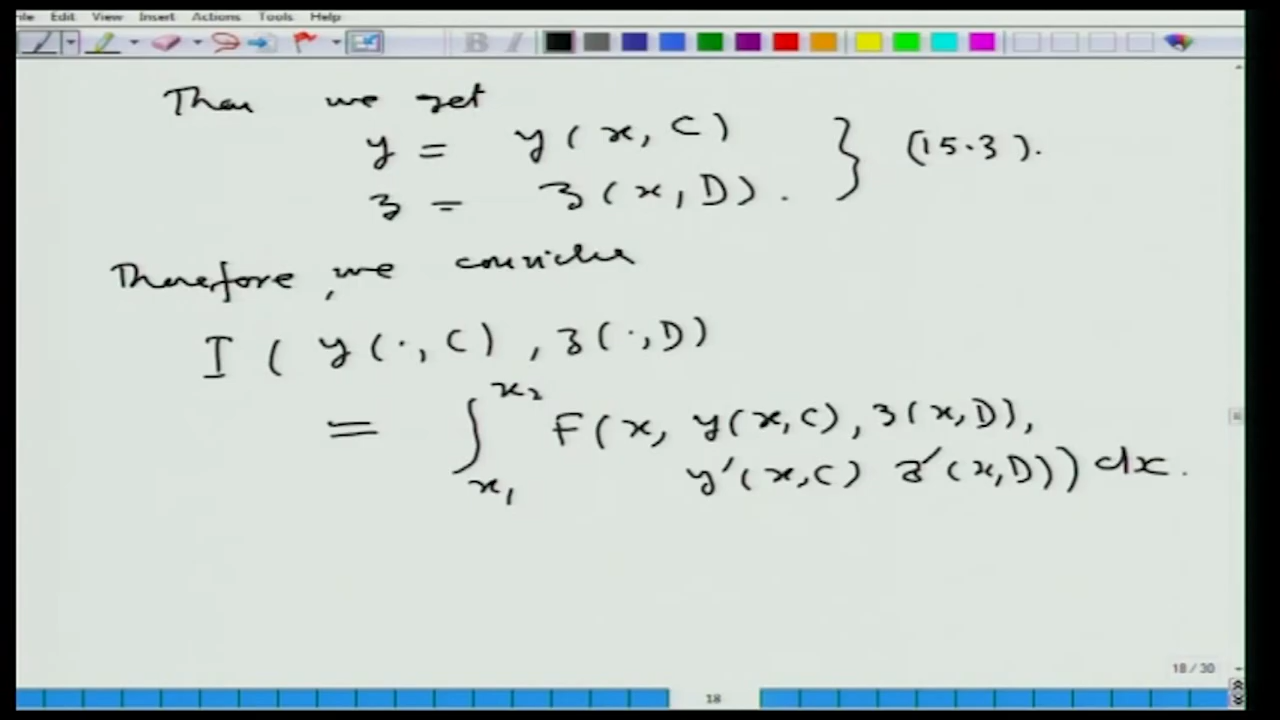 File Edit View Insert Actions Tools Help
B I
Then we get
y = y(x, C)
z = z(x, D). } (15.3).
Therefore, we consider
I ( y(·, C), z(·, D)
= ∫_{x₁}^{x₂} F(x, y(x, C), z(x, D),
y′(x, C) z′(x, D)) dx.
18 / 30
18